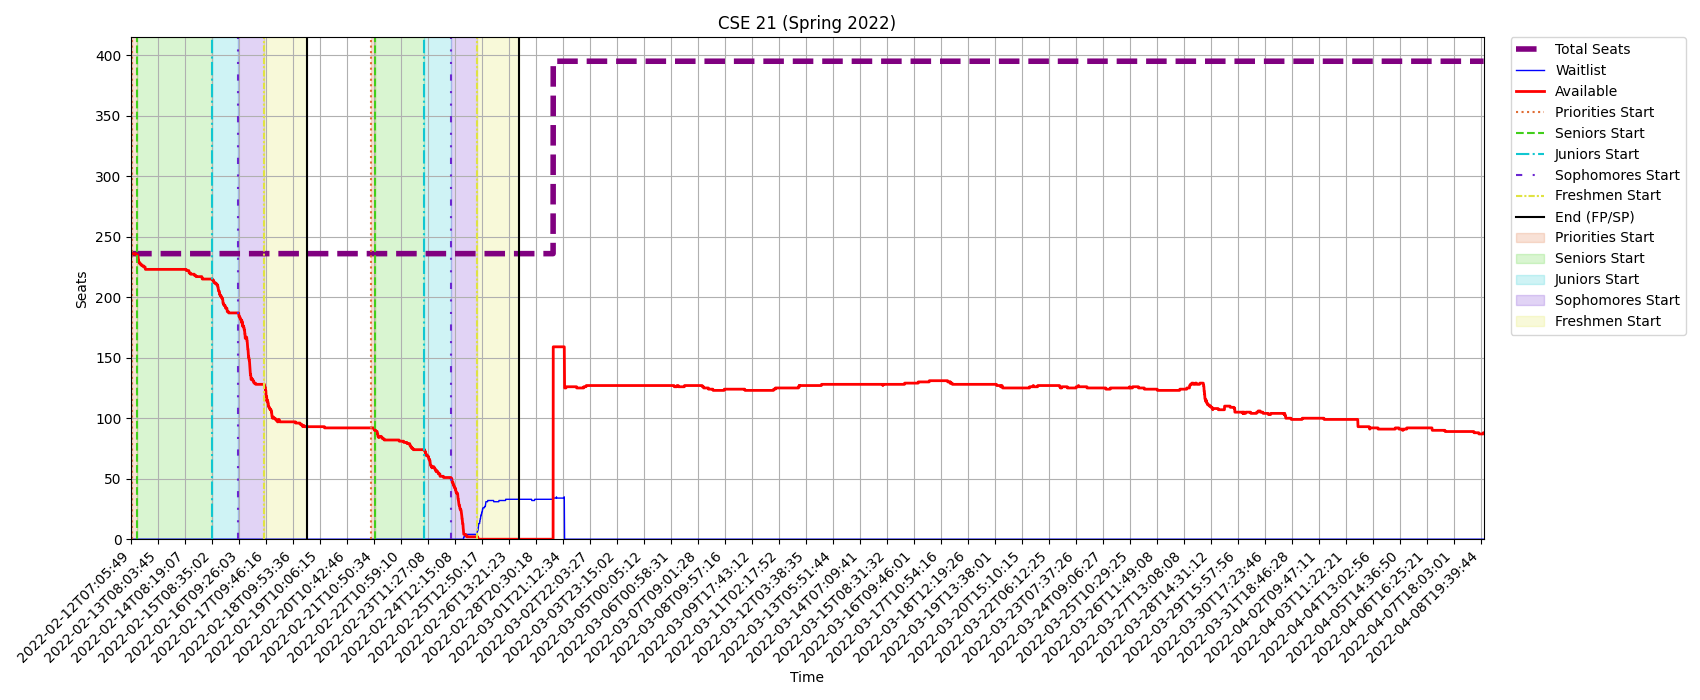 CSE 21 (Spring 2022)
Seats
400
350
300
250
200
150
100
50
0
2022-02-12T7:05:49
2022-02-13T08:03:45
2022-02-14T08:19:07
2022-02-15T08:35:02
2022-02-16T09:26:03
2022-02-17T09:46:16
2022-02-18T09:53:36
2022-02-19T10:06:15
2022-02-20T10:42:46
2022-02-21T10:50:34
2022-02-22T10:59:10
2022-02-23T11:27:08
2022-02-24T12:15:08
2022-02-25T12:50:17
2022-02-26T13:21:23
2022-02-28T20:30:18
2022-03-01T21:12:34
2022-03-02T22:03:27
2022-03-03T23:15:02
2022-03-05T00:05:12
2022-03-06T00:58:31
2022-03-07T09:01:28
2022-03-08T09:57:16
2022-03-09T17:43:12
2022-03-11T02:17:52
2022-03-12T03:38:35
2022-03-13T05:51:44
2022-03-14T07:09:41
2022-03-15T08:31:32
2022-03-16T09:46:01
2022-03-17T10:54:16
2022-03-18T12:19:26
2022-03-19T13:38:01
2022-03-20T15:10:15
2022-03-22T06:12:25
2022-03-23T07:37:26
2022-03-24T09:06:27
2022-03-25T10:29:25
2022-03-26T11:49:08
2022-03-27T13:08:08
2022-03-28T14:31:12
2022-03-29T15:57:56
2022-03-30T17:23:46
2022-03-31T18:46:28
2022-04-02T09:47:11
2022-04-03T11:22:21
2022-04-04T13:02:56
2022-04-05T14:36:50
2022-04-06T16:25:21
2022-04-07T18:03:01
2022-04-08T19:39:44
Time
Total Seats
Waitlist
Available
Priorities Start
Seniors Start
Juniors Start
Sophomores Start
Freshmen Start
End (FP/SP)
Priorities Start
Seniors Start
Juniors Start
Sophomores Start
Freshmen Start